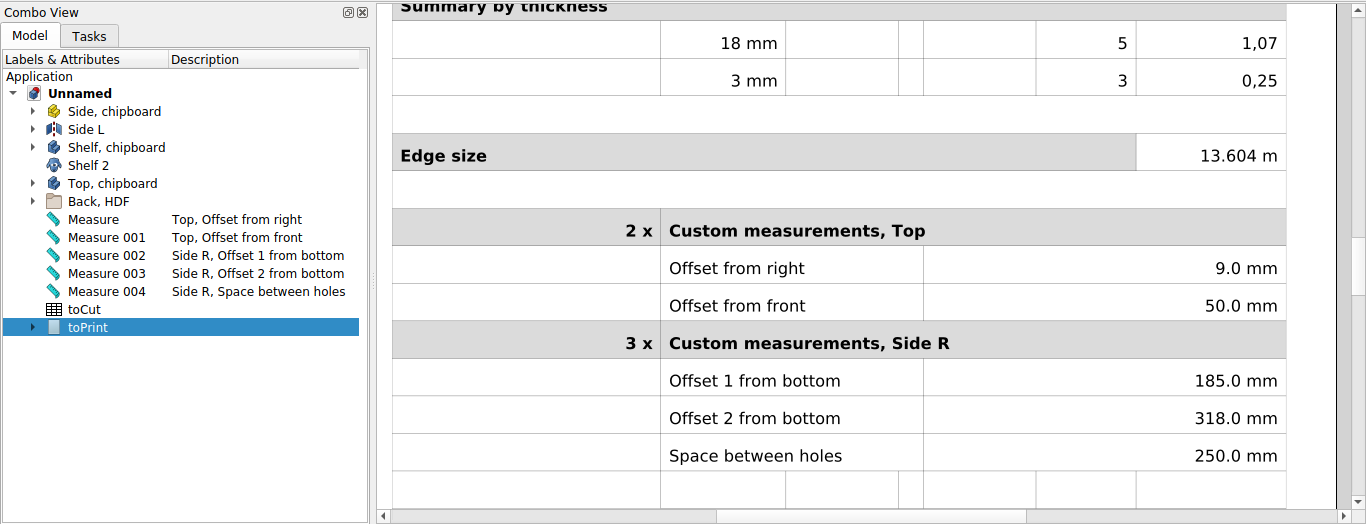 Combo View
Model Tasks
Labels & Attributes Description
Application
Unnamed
Side, chipboard
Side L
Shelf, chipboard
Shelf 2
Top, chipboard
Back, HDF
Measure Top, Offset from right
Measure 001 Top, Offset from front
Measure 002 Side R, Offset 1 from bottom
Measure 003 Side R, Offset 2 from bottom
Measure 004 Side R, Space between holes
toCut
toPrint
Summary by thickness
18 mm 5 1,07
3 mm 3 0,25
Edge size 13.604 m
2 x Custom measurements, Top
Offset from right 9.0 mm
Offset from front 50.0 mm
3 x Custom measurements, Side R
Offset 1 from bottom 185.0 mm
Offset 2 from bottom 318.0 mm
Space between holes 250.0 mm